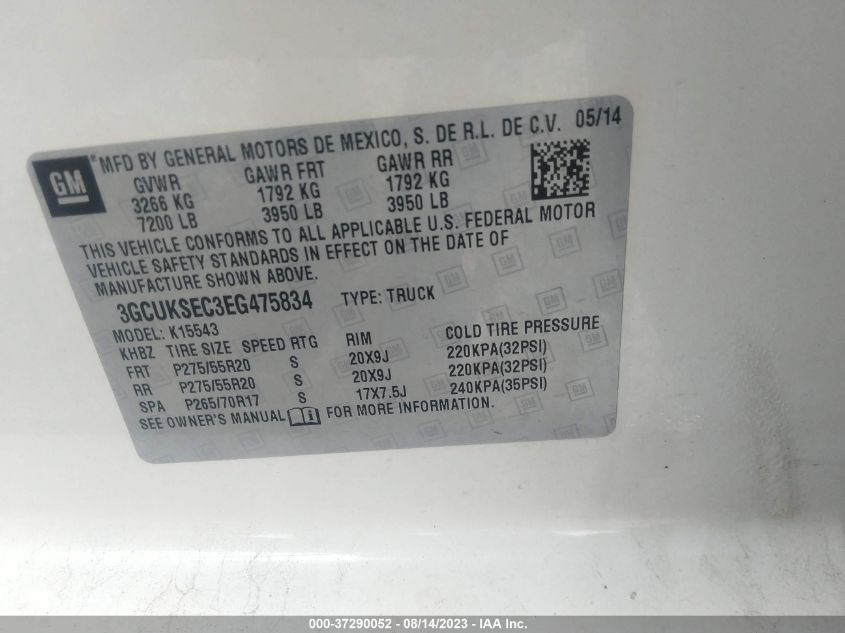 GM
MFD BY GENERAL MOTORS DE MEXICO, S. DE R.L. DE C.V. 05/14
GVWR GAWR FRT GAWR RR
3266 KG 1792 KG 1792 KG
7200 LB 3950 LB 3950 LB
THIS VEHICLE CONFORMS TO ALL APPLICABLE U.S. FEDERAL MOTOR
VEHICLE SAFETY STANDARDS IN EFFECT ON THE DATE OF
MANUFACTURE SHOWN ABOVE.
3GCUKSEC3EG475834 TYPE: TRUCK
MODEL: K15543
KHBZ TIRE SIZE SPEED RTG RIM COLD TIRE PRESSURE
FRT P275/55R20 S 20X9J 220KPA(32PSI)
RR P275/55R20 S 20X9J 220KPA(32PSI)
SPA P265/70R17 S 17X7.5J 240KPA(35PSI)
SEE OWNER'S MANUAL FOR MORE INFORMATION.
000-37290052 - 08/14/2023 - IAA Inc.